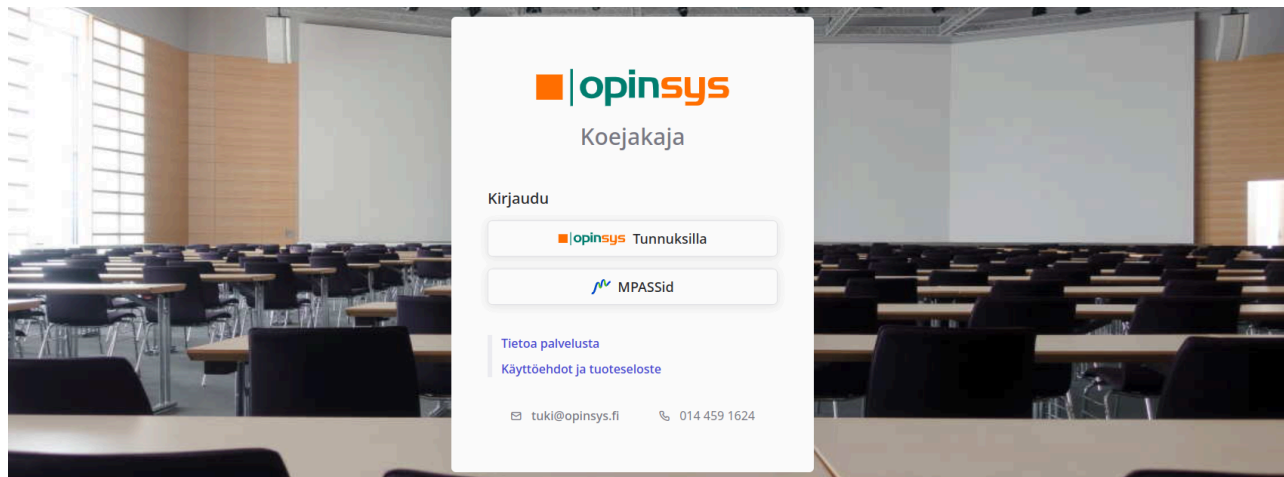 opinsys
Koejakaja
Kirjaudu
opinsys Tunnuksilla
MPASSid
Tietoa palvelusta
Käyttöehdot ja tuoteseloste
tuki@opinsys.fi 014 459 1624